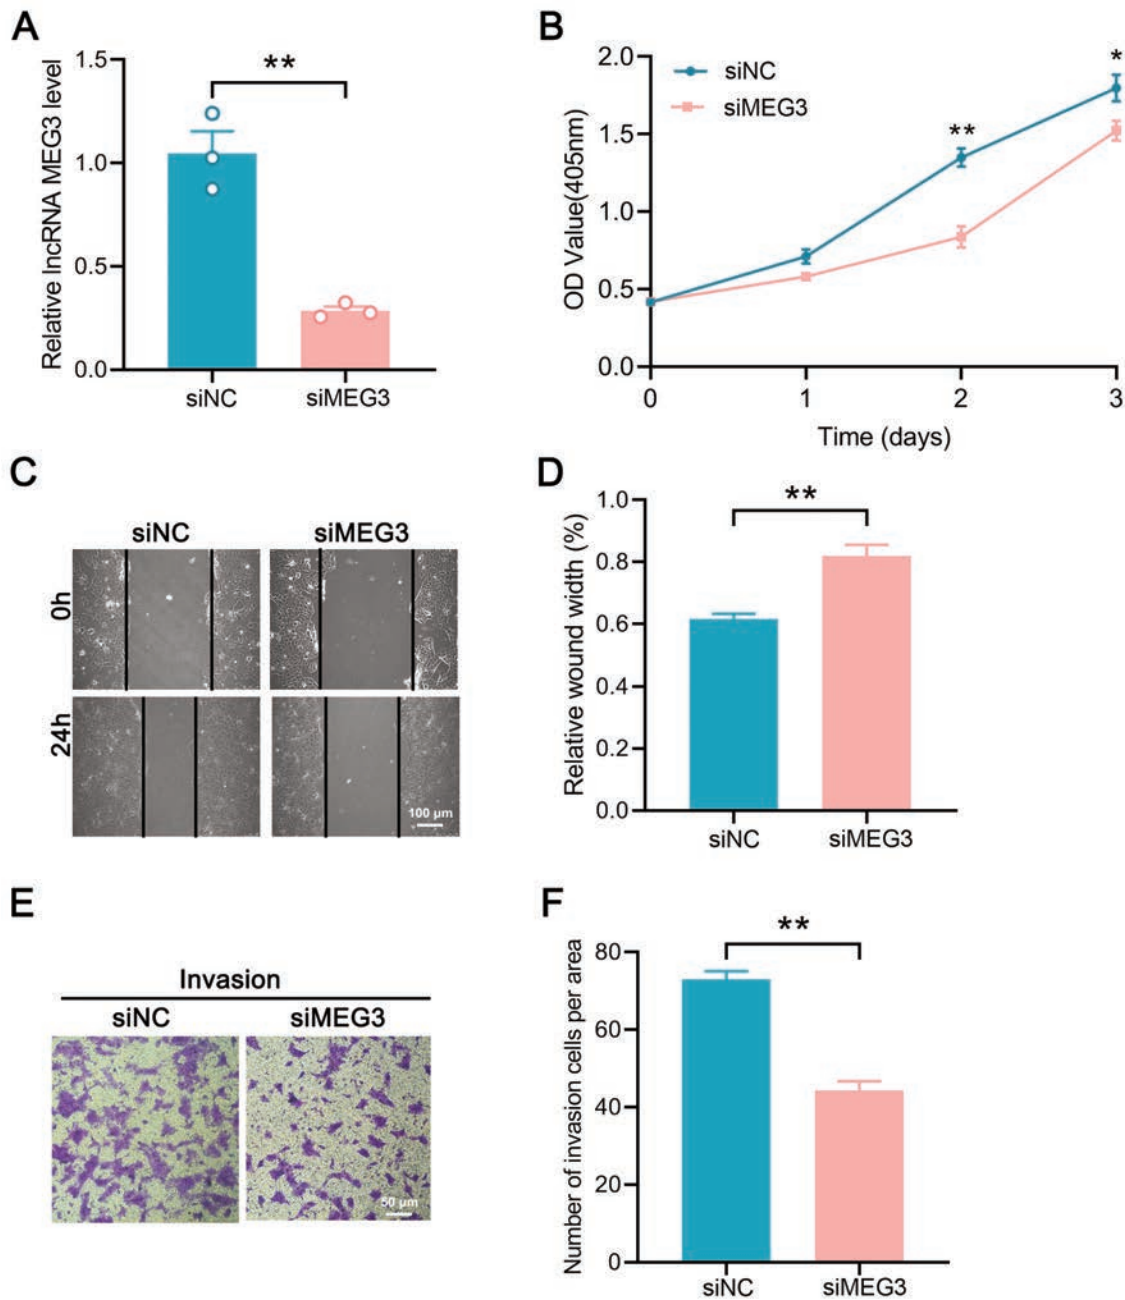 A
Relative lncRNA MEG3 level
1.5
1.0
0.5
0.0
**
siNC
siMEG3
B
OD Value(405nm)
2.0
1.5
1.0
0.5
0.0
siNC
siMEG3
**
*
0
1
2
3
Time (days)
C
siNC
siMEG3
0h
24h
100 μm
D
Relative wound width (%)
1.0
0.8
0.6
0.4
0.2
0.0
**
siNC
siMEG3
E
Invasion
siNC
siMEG3
50 μm
F
Number of invasion cells per area
80
60
40
20
0
**
siNC
siMEG3